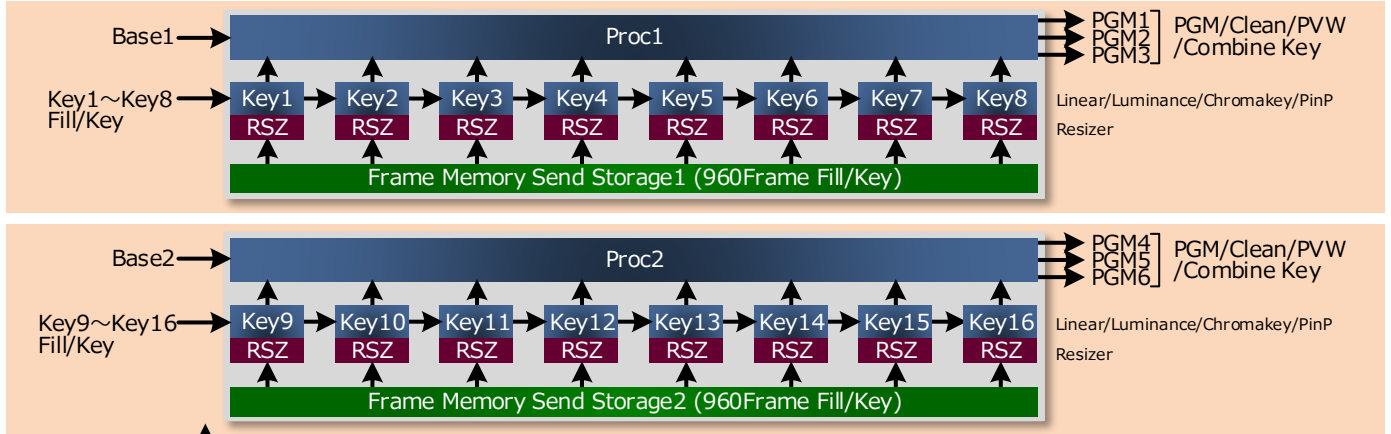 Base1
Proc1
PGM1
PGM2
PGM3
PGM/Clean/PVW
/Combine Key
Key1～Key8
Fill/Key
Key1 Key2 Key3 Key4 Key5 Key6 Key7 Key8
Linear/Luminance/Chromakey/PinP
RSZ RSZ RSZ RSZ RSZ RSZ RSZ RSZ
Resizer
Frame Memory Send Storage1 (960Frame Fill/Key)
Base2
Proc2
PGM4
PGM5
PGM6
PGM/Clean/PVW
/Combine Key
Key9～Key16
Fill/Key
Key9 Key10 Key11 Key12 Key13 Key14 Key15 Key16
Linear/Luminance/Chromakey/PinP
RSZ RSZ RSZ RSZ RSZ RSZ RSZ RSZ
Resizer
Frame Memory Send Storage2 (960Frame Fill/Key)